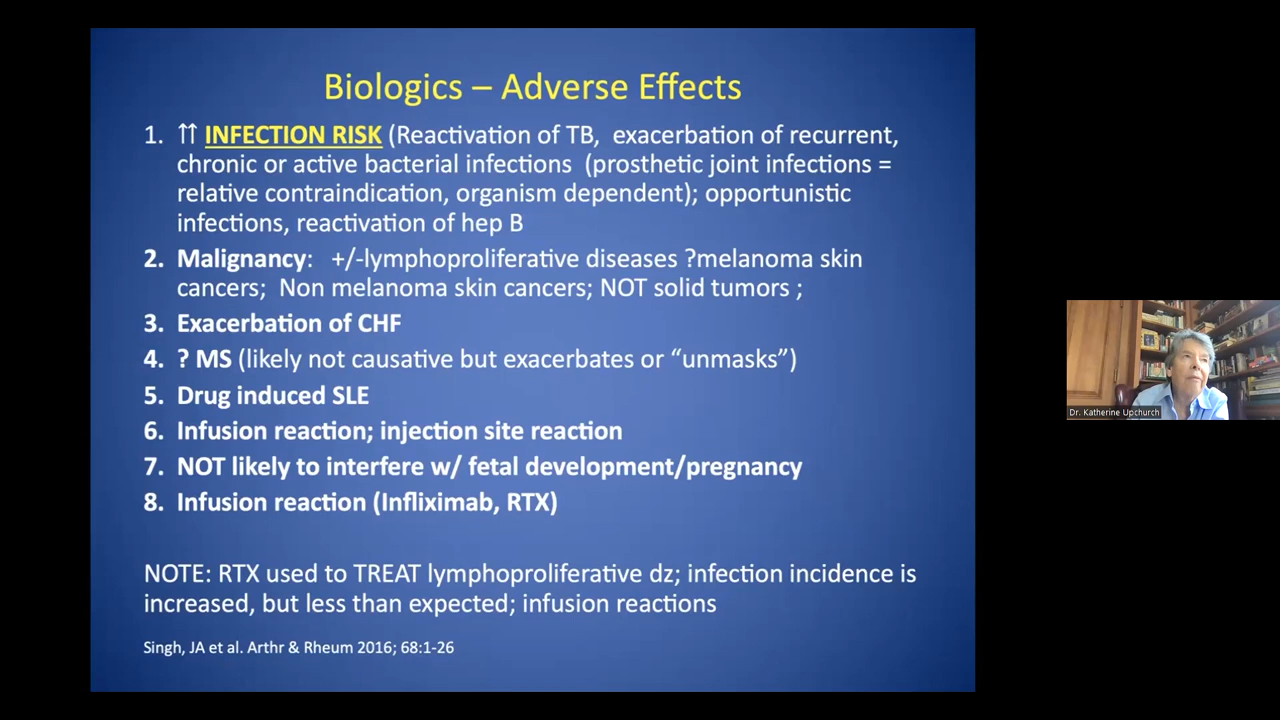 Biologics – Adverse Effects
1. ⇈ INFECTION RISK (Reactivation of TB, exacerbation of recurrent,
chronic or active bacterial infections (prosthetic joint infections =
relative contraindication, organism dependent); opportunistic
infections, reactivation of hep B
2. Malignancy: +/-lymphoproliferative diseases ?melanoma skin
cancers; Non melanoma skin cancers; NOT solid tumors ;
3. Exacerbation of CHF
4. ? MS (likely not causative but exacerbates or “unmasks”)
5. Drug induced SLE
6. Infusion reaction; injection site reaction
7. NOT likely to interfere w/ fetal development/pregnancy
8. Infusion reaction (Infliximab, RTX)
NOTE: RTX used to TREAT lymphoproliferative dz; infection incidence is
increased, but less than expected; infusion reactions
Singh, JA et al. Arthr & Rheum 2016; 68:1-26
Dr. Katherine Upchurch